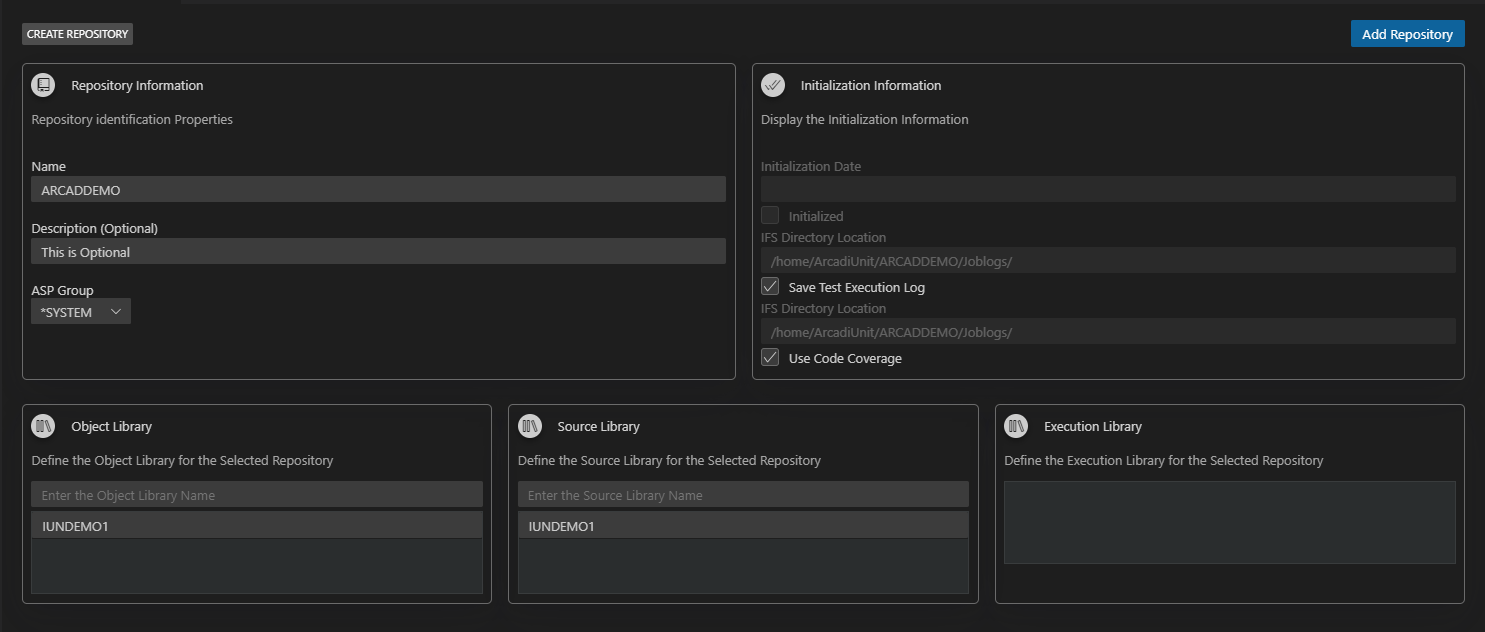 CREATE REPOSITORY
Add Repository
Repository Information
Repository identification Properties
Name
ARCADDEMO
Description (Optional)
This is Optional
ASP Group
*SYSTEM
Initialization Information
Display the Initialization Information
Initialization Date
Initialized
IFS Directory Location
/home/ArcadiUnit/ARCADDEMO/Joblogs/
Save Test Execution Log
IFS Directory Location
/home/ArcadiUnit/ARCADDEMO/Joblogs/
Use Code Coverage
Object Library
Define the Object Library for the Selected Repository
Enter the Object Library Name
IUNDEMO1
Source Library
Define the Source Library for the Selected Repository
Enter the Source Library Name
IUNDEMO1
Execution Library
Define the Execution Library for the Selected Repository